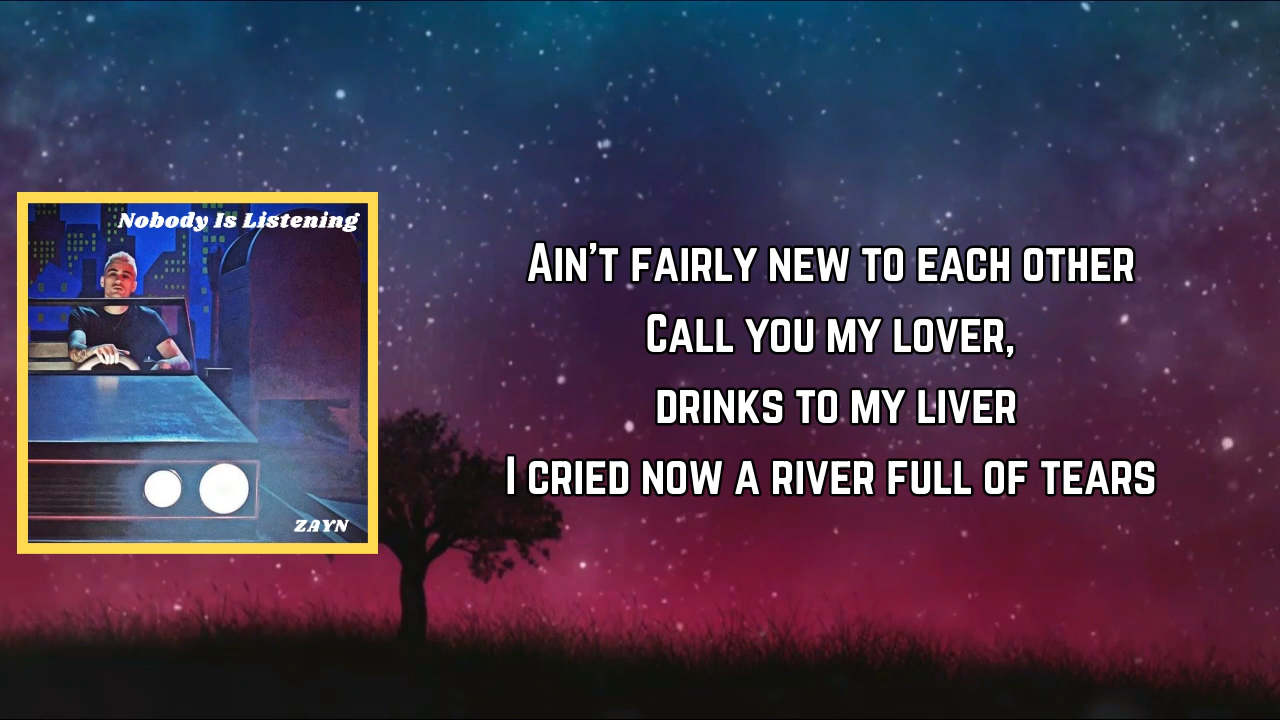 Nobody Is Listening
ZAYN
Ain't fairly new to each other
Call you my lover,
drinks to my liver
I cried now a river full of tears